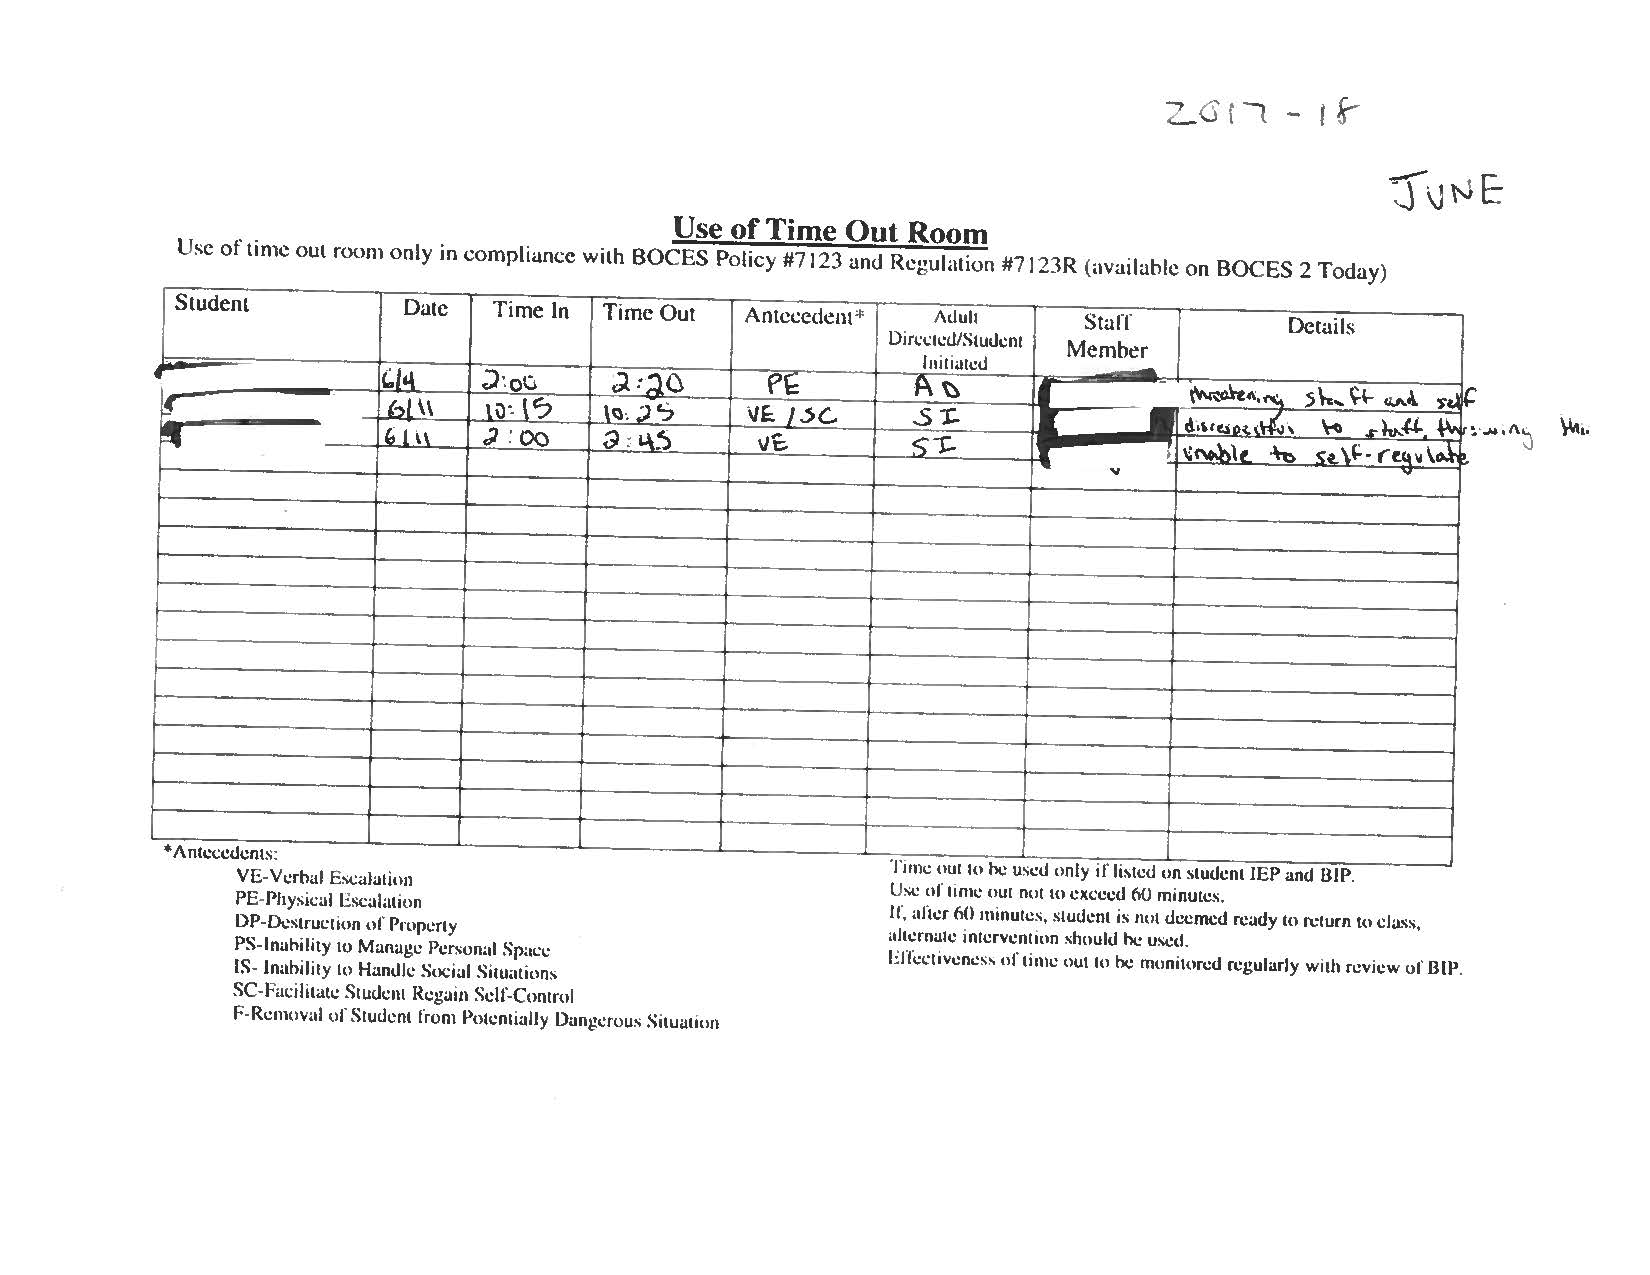 2017-18
JUNE
Use of Time Out Room
Use of time out room only in compliance with BOCES Policy #7123 and Regulation #7123R (available on BOCES 2 Today)
Student Date Time In Time Out Antecedent* Adult Directed/Student Initiated Staff Member Details
6/4 2:00 2:20 PE AD threatening staff and self
6/11 10:15 10:25 VE/SC SI disrespectful to staff, throwing
6/11 2:00 2:45 VE SI unable to self-regulate
*Antecedents:
VE-Verbal Escalation
PE-Physical Escalation
DP-Destruction of Property
PS-Inability to Manage Personal Space
IS- Inability to Handle Social Situations
SC-Facilitate Student Regain Self-Control
F-Removal of Student from Potentially Dangerous Situation
Time out to be used only if listed on student IEP and BIP.
Use of time out not to exceed 60 minutes.
If, after 60 minutes, student is not deemed ready to return to class,
alternate intervention should be used.
Effectiveness of time out to be monitored regularly with review of BIP.